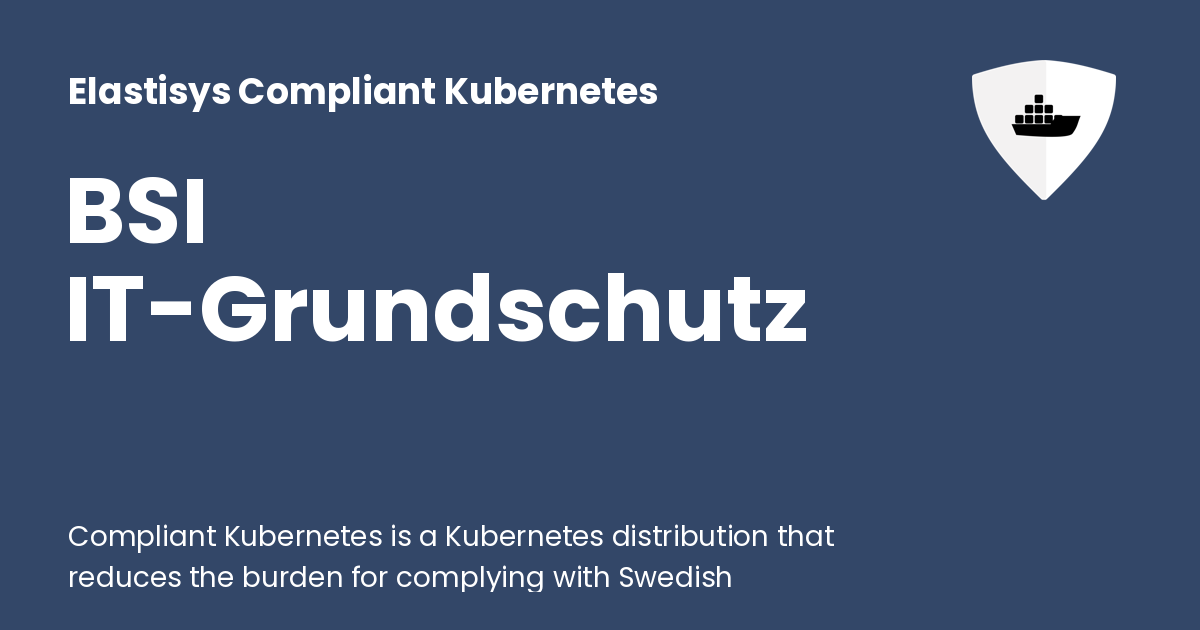 Elastisys Compliant Kubernetes
BSI
IT-Grundschutz
Compliant Kubernetes is a Kubernetes distribution that
reduces the burden for complying with Swedish